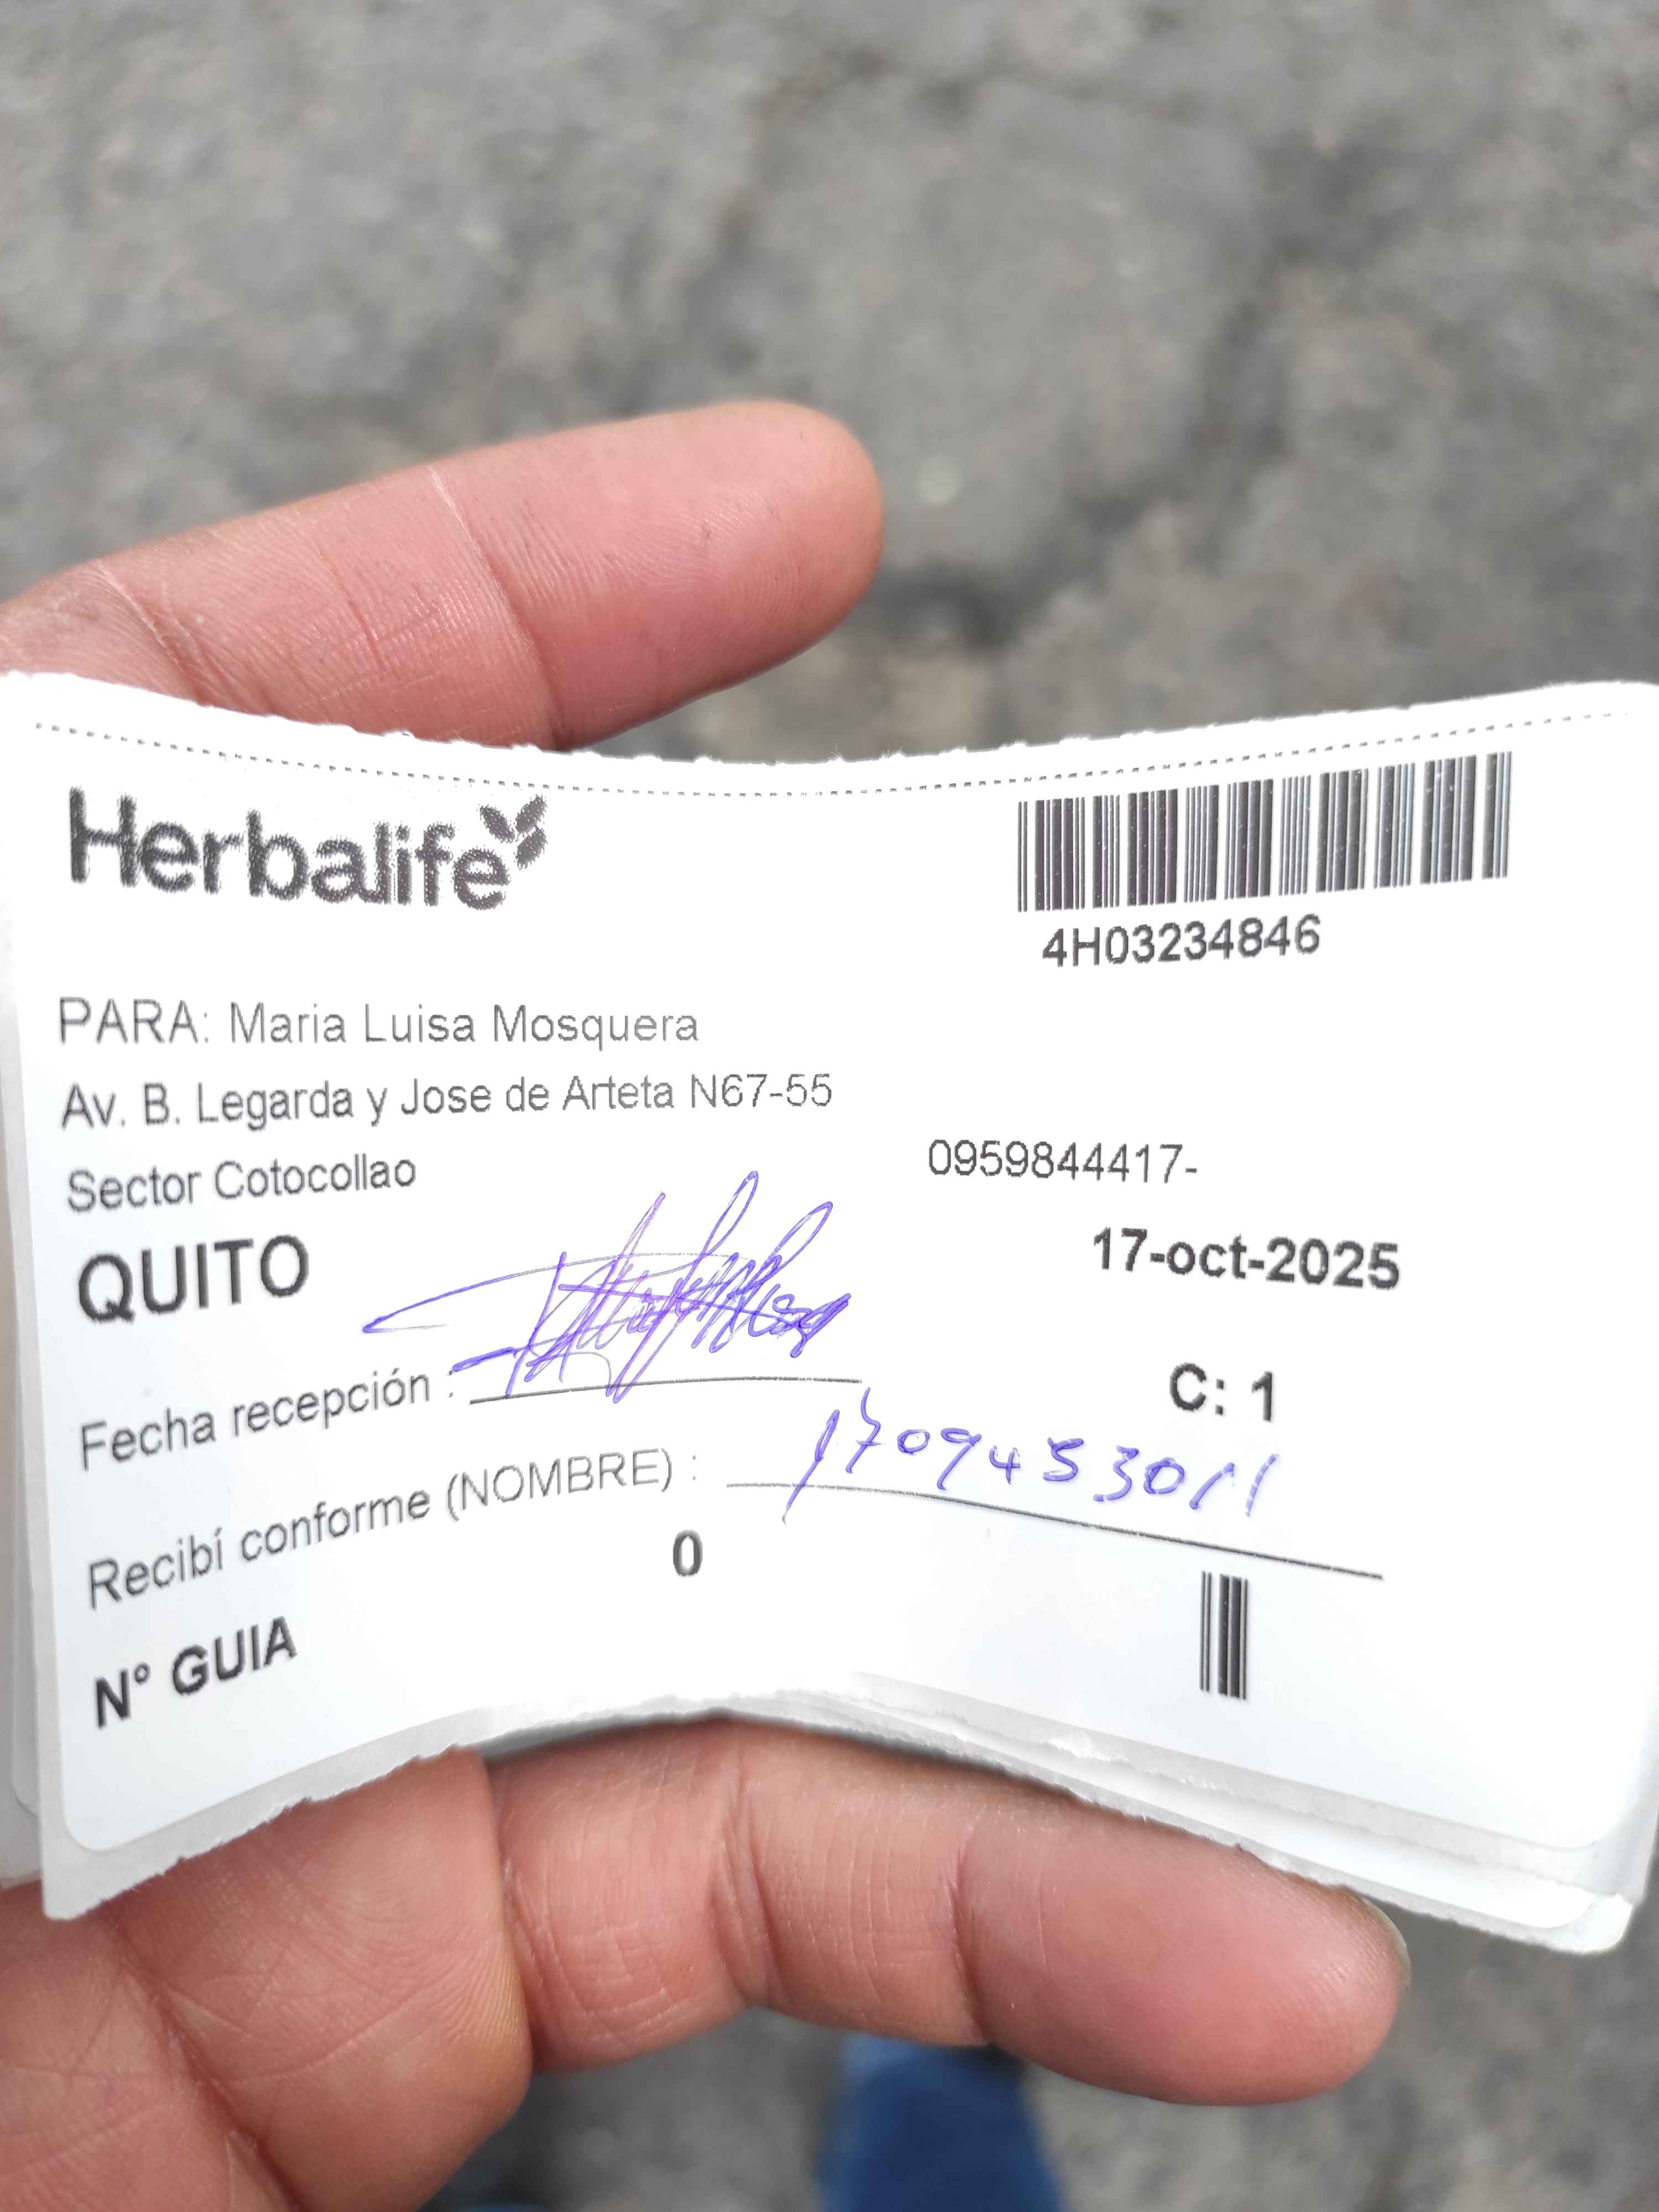 Herbalife
4H03234846
PARA: Maria Luisa Mosquera
Av. B. Legarda y Jose de Arteta N67-55
Sector Cotocollao
0959844417-
QUITO
17-oct-2025
Fecha recepción :
C: 1
Recibí conforme (NOMBRE) : 1709453011
N° GUIA 0